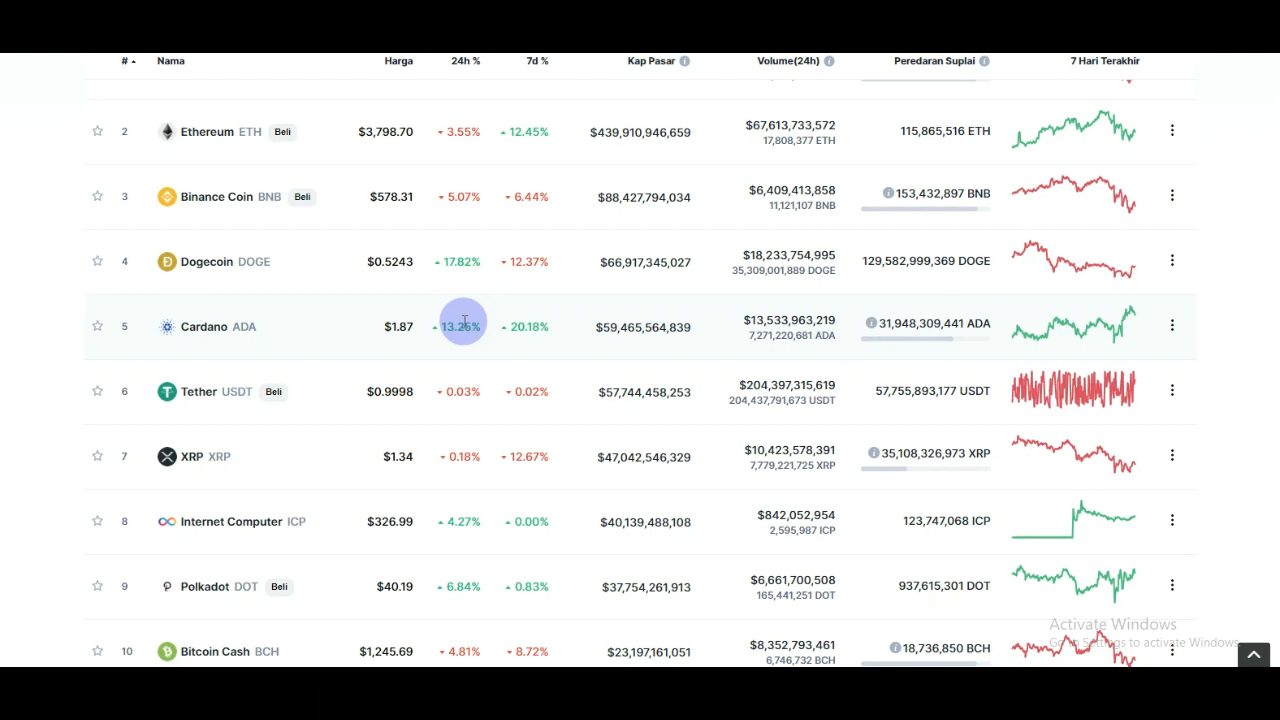 # Nama Harga 24h % 7d % Kap Pasar Volume(24h) Peredaran Suplai 7 Hari Terakhir
2 Ethereum ETH Beli $3,798.70 3.55% 12.45% $439,910,946,659 $67,613,733,572 115,865,516 ETH
17,808,377 ETH
3 Binance Coin BNB Beli $578.31 5.07% 6.44% $88,427,794,034 $6,409,413,858 153,432,897 BNB
11,121,107 BNB
4 Dogecoin DOGE $0.5243 17.82% 12.37% $66,917,345,027 $18,233,754,995 129,582,999,369 DOGE
35,309,001,889 DOGE
5 Cardano ADA $1.87 13.25% 20.18% $59,465,564,839 $13,533,963,219 31,948,309,441 ADA
7,271,220,681 ADA
6 Tether USDT Beli $0.9998 0.03% 0.02% $57,744,458,253 $204,397,315,619 57,755,893,177 USDT
204,437,791,673 USDT
7 XRP XRP $1.34 0.18% 12.67% $47,042,546,329 $10,423,578,391 35,108,326,973 XRP
7,779,221,725 XRP
8 Internet Computer ICP $326.99 4.27% 0.00% $40,139,488,108 $842,052,954 123,747,068 ICP
2,595,987 ICP
9 Polkadot DOT Beli $40.19 6.84% 0.83% $37,754,261,913 $6,661,700,508 937,615,301 DOT
165,441,251 DOT
Activate Windows
10 Bitcoin Cash BCH $1,245.69 4.81% 8.72% $23,197,161,051 $8,352,793,461 18,736,850 BCH
6,746,732 BCH
Go to Settings to activate Windows.